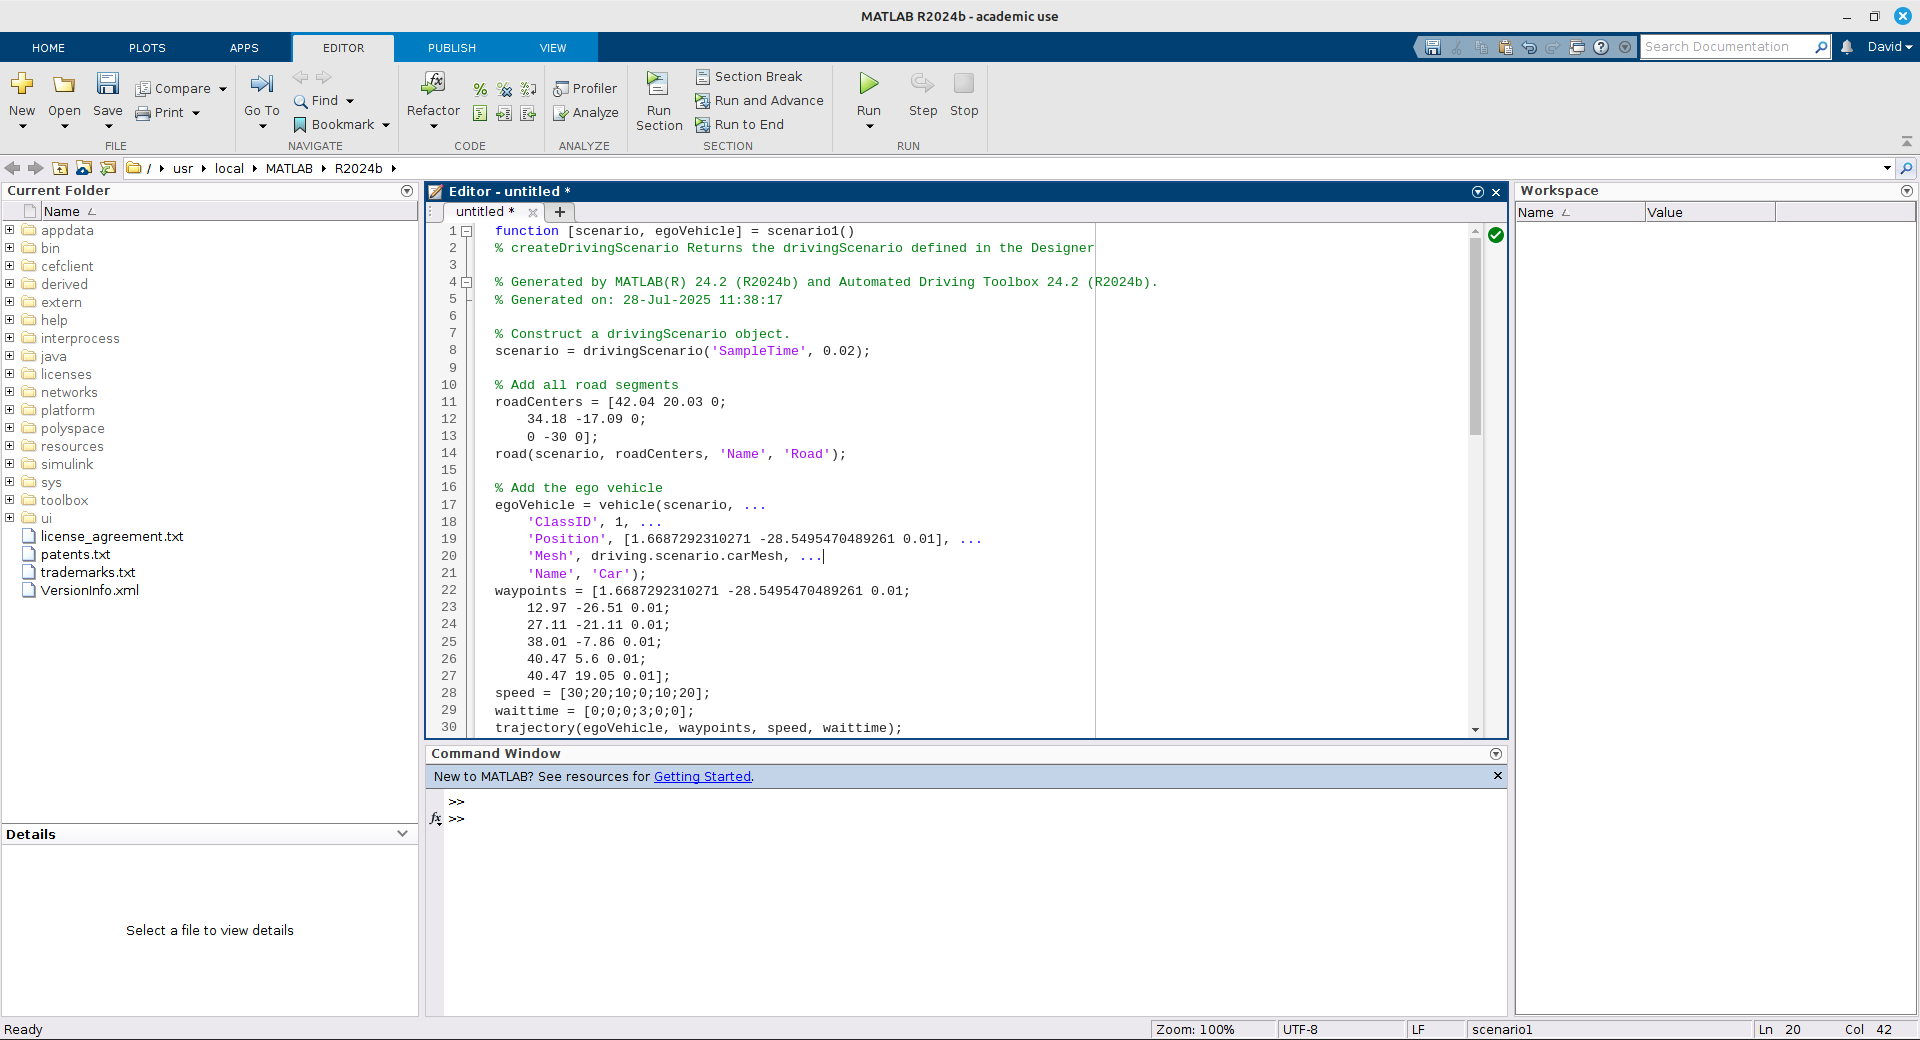 MATLAB R2024b - academic use
HOME PLOTS APPS EDITOR PUBLISH VIEW
Search Documentation
David
New Open Save Compare Print
FILE
Go To Find Bookmark
NAVIGATE
Refactor
CODE
Profiler
Analyze
ANALYZE
Run Section
Section Break
Run and Advance
Run to End
SECTION
Run Step Stop
RUN
/ usr local MATLAB R2024b
Current Folder
Name
appdata
bin
cefclient
derived
extern
help
interprocess
java
licenses
networks
platform
polyspace
resources
simulink
sys
toolbox
ui
license_agreement.txt
patents.txt
trademarks.txt
VersionInfo.xml
Details
Select a file to view details
Editor - untitled *
untitled *
1 function [scenario, egoVehicle] = scenario1()
2 % createDrivingScenario Returns the drivingScenario defined in the Designer
3
4 % Generated by MATLAB(R) 24.2 (R2024b) and Automated Driving Toolbox 24.2 (R2024b).
5 % Generated on: 28-Jul-2025 11:38:17
6
7 % Construct a drivingScenario object.
8 scenario = drivingScenario('SampleTime', 0.02);
9
10 % Add all road segments
11 roadCenters = [42.04 20.03 0;
12 34.18 -17.09 0;
13 0 -30 0];
14 road(scenario, roadCenters, 'Name', 'Road');
15
16 % Add the ego vehicle
17 egoVehicle = vehicle(scenario, ...
18 'ClassID', 1, ...
19 'Position', [1.6687292310271 -28.5495470489261 0.01], ...
20 'Mesh', driving.scenario.carMesh, ...
21 'Name', 'Car');
22 waypoints = [1.6687292310271 -28.5495470489261 0.01;
23 12.97 -26.51 0.01;
24 27.11 -21.11 0.01;
25 38.01 -7.86 0.01;
26 40.47 5.6 0.01;
27 40.47 19.05 0.01];
28 speed = [30;20;10;0;10;20];
29 waittime = [0;0;0;3;0;0];
30 trajectory(egoVehicle, waypoints, speed, waittime);
Command Window
New to MATLAB? See resources for Getting Started.
>>
fx >>
Workspace
Name Value
Ready
Zoom: 100% UTF-8 LF scenario1 Ln 20 Col 42